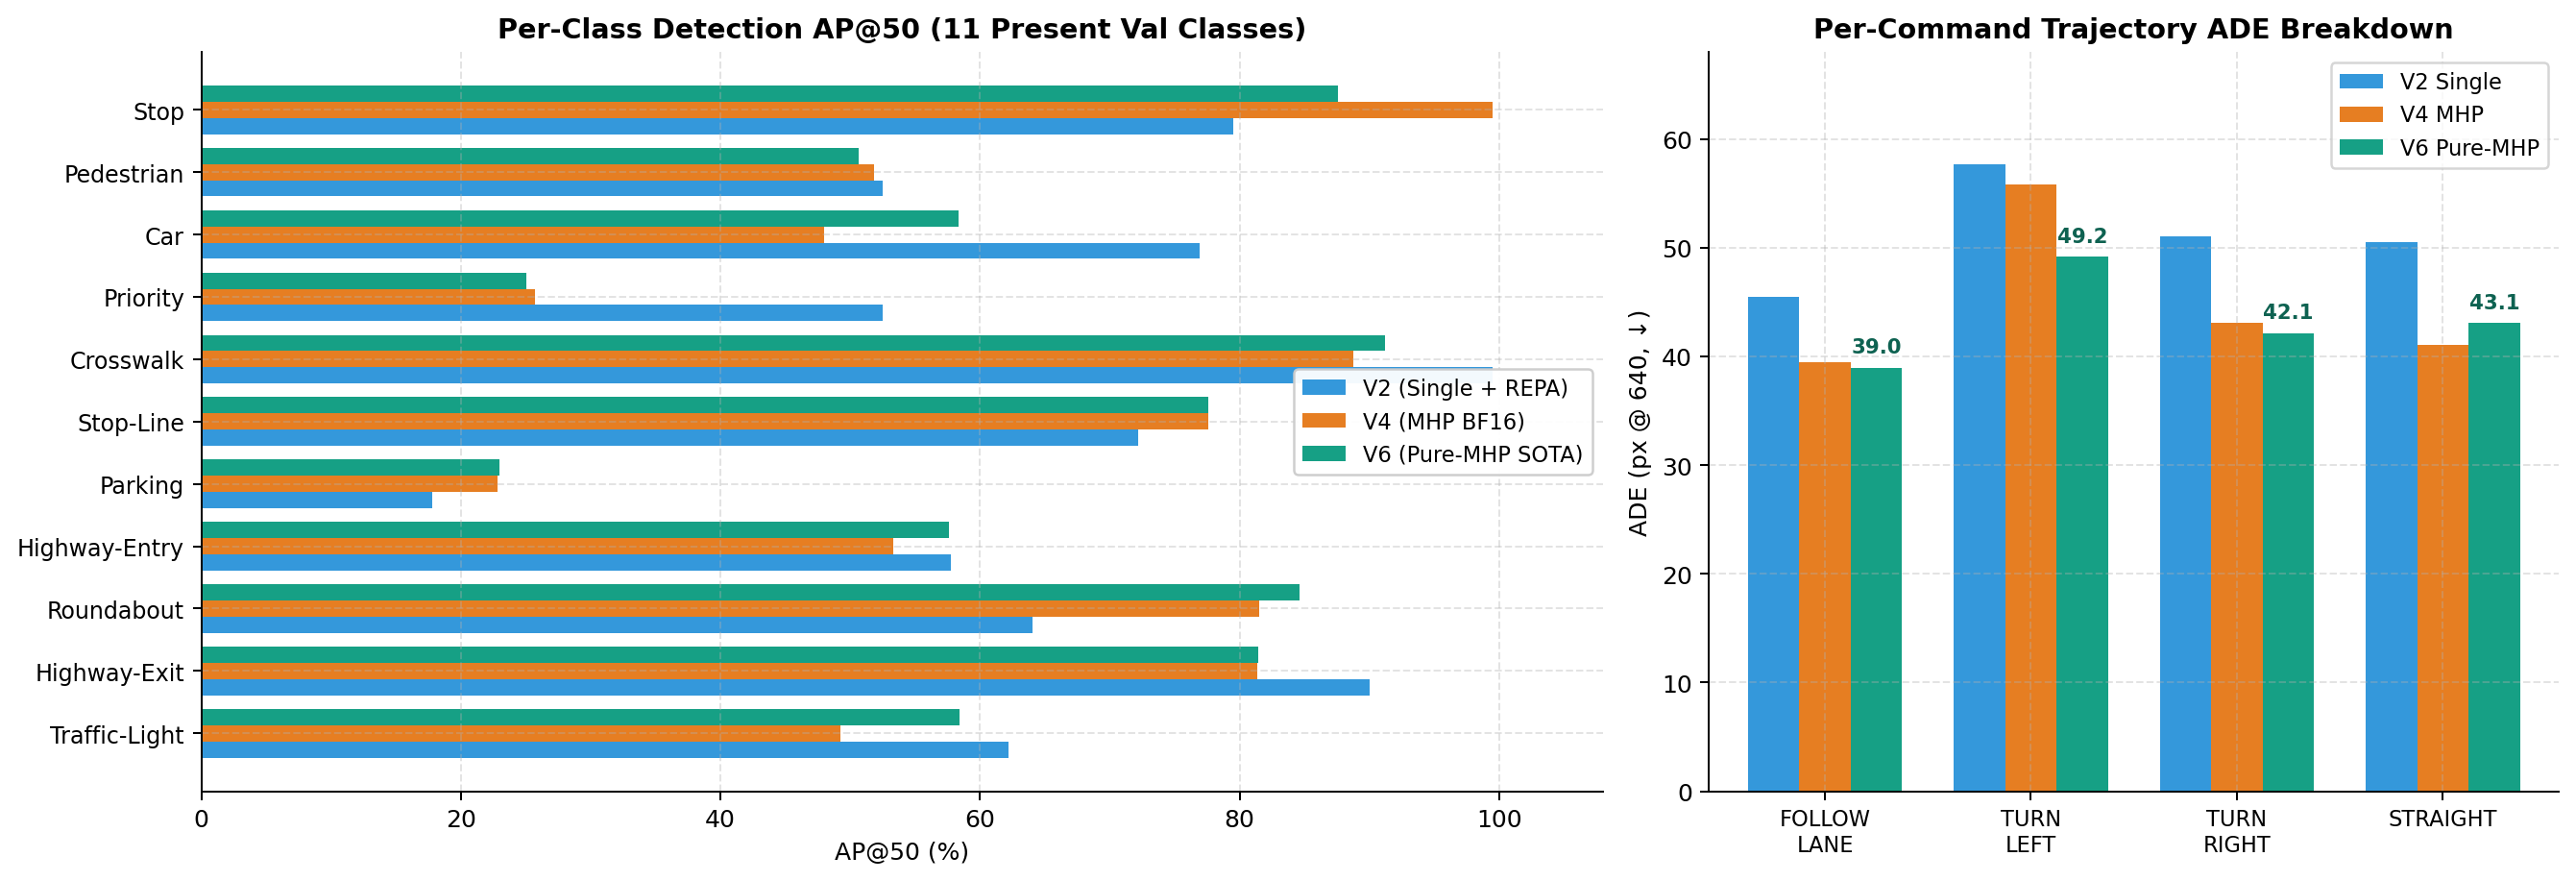 Per-Class Detection AP@50 (11 Present Val Classes)
Stop
Pedestrian
Car
Priority
Crosswalk
Stop-Line
Parking
Highway-Entry
Roundabout
Highway-Exit
Traffic-Light
V2 (Single + REPA)
V4 (MHP BF16)
V6 (Pure-MHP SOTA)
0 20 40 60 80 100
AP@50 (%)
Per-Command Trajectory ADE Breakdown
V2 Single
V4 MHP
V6 Pure-MHP
ADE (px @ 640, ↓)
60
50
40
30
20
10
0
39.0
49.2
42.1
43.1
FOLLOW
LANE
TURN
LEFT
TURN
RIGHT
STRAIGHT